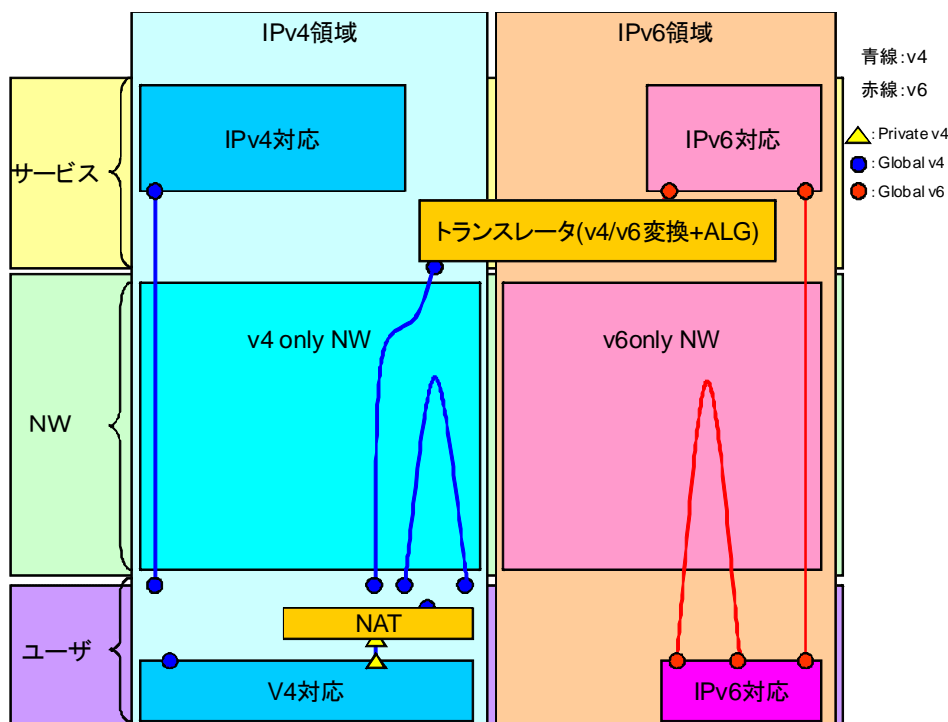 IPv4領域
IPv6領域
青線:v4
赤線:v6
: Private v4
: Global v4
: Global v6
サービス
IPv4対応
IPv6対応
トランスレータ(v4/v6変換+ALG)
NW
v4 only NW
v6only NW
ユーザ
NAT
V4対応
IPv6対応